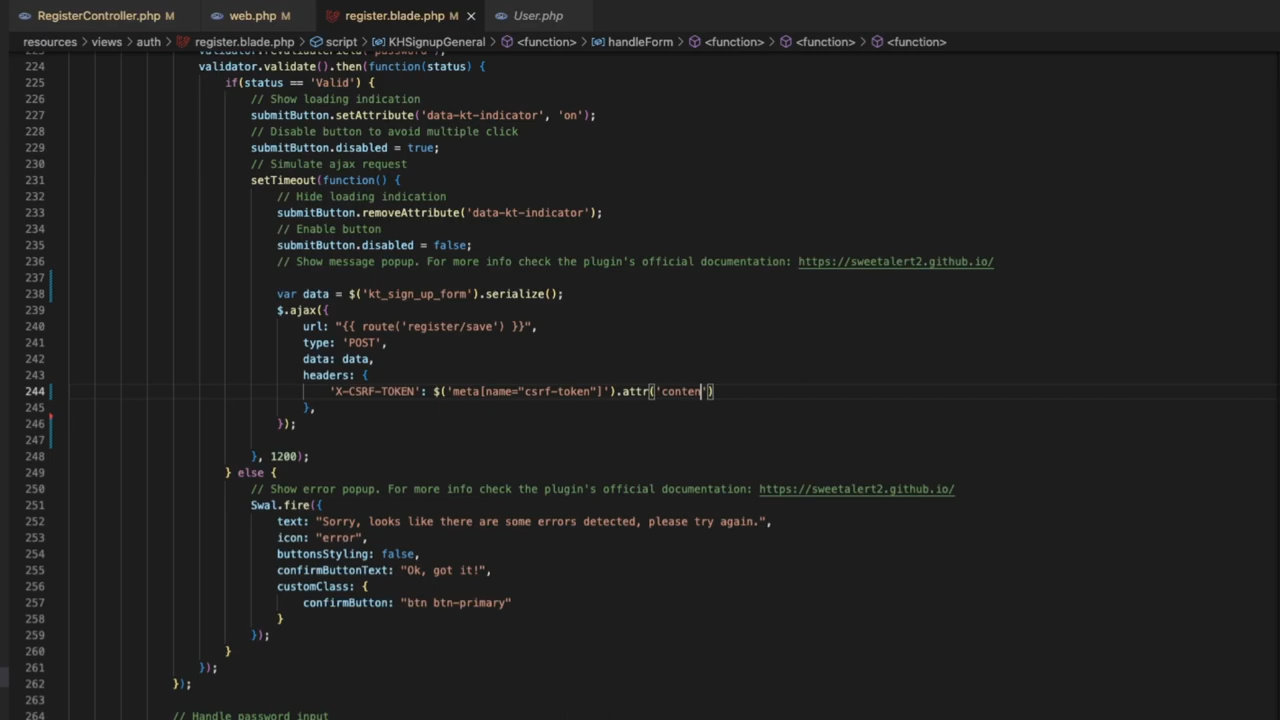 RegisterController.php M web.php M register.blade.php M × User.php
resources > views > auth > register.blade.php > script > KHSignupGeneral > <function> > handleForm > <function> > <function> > <function>
224 validator.validate().then(function(status) {
225 if(status == 'Valid') {
226 // Show loading indication
227 submitButton.setAttribute('data-kt-indicator', 'on');
228 // Disable button to avoid multiple click
229 submitButton.disabled = true;
230 // Simulate ajax request
231 setTimeout(function() {
232 // Hide loading indication
233 submitButton.removeAttribute('data-kt-indicator');
234 // Enable button
235 submitButton.disabled = false;
236 // Show message popup. For more info check the plugin's official documentation: https://sweetalert2.github.io/
237
238 var data = $('kt_sign_up_form').serialize();
239 $.ajax({
240 url: "{{ route('register/save') }}",
241 type: 'POST',
242 data: data,
243 headers: {
244 'X-CSRF-TOKEN': $('meta[name="csrf-token"]').attr('conten')
245 },
246 });
247
248 }, 1200);
249 } else {
250 // Show error popup. For more info check the plugin's official documentation: https://sweetalert2.github.io/
251 Swal.fire({
252 text: "Sorry, looks like there are some errors detected, please try again.",
253 icon: "error",
254 buttonsStyling: false,
255 confirmButtonText: "Ok, got it!",
256 customClass: {
257 confirmButton: "btn btn-primary"
258 }
259 });
260 }
261 });
262 });
263
264 // Handle password input